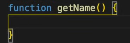 function getName() {
}